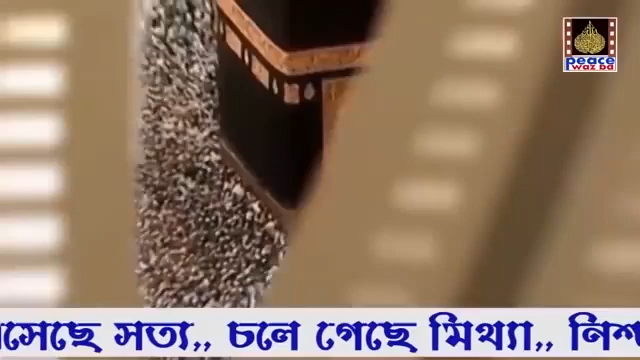 peace
waz bd
সেছে সত্য,, চলে গেছে মিথ্যা,, নিশ